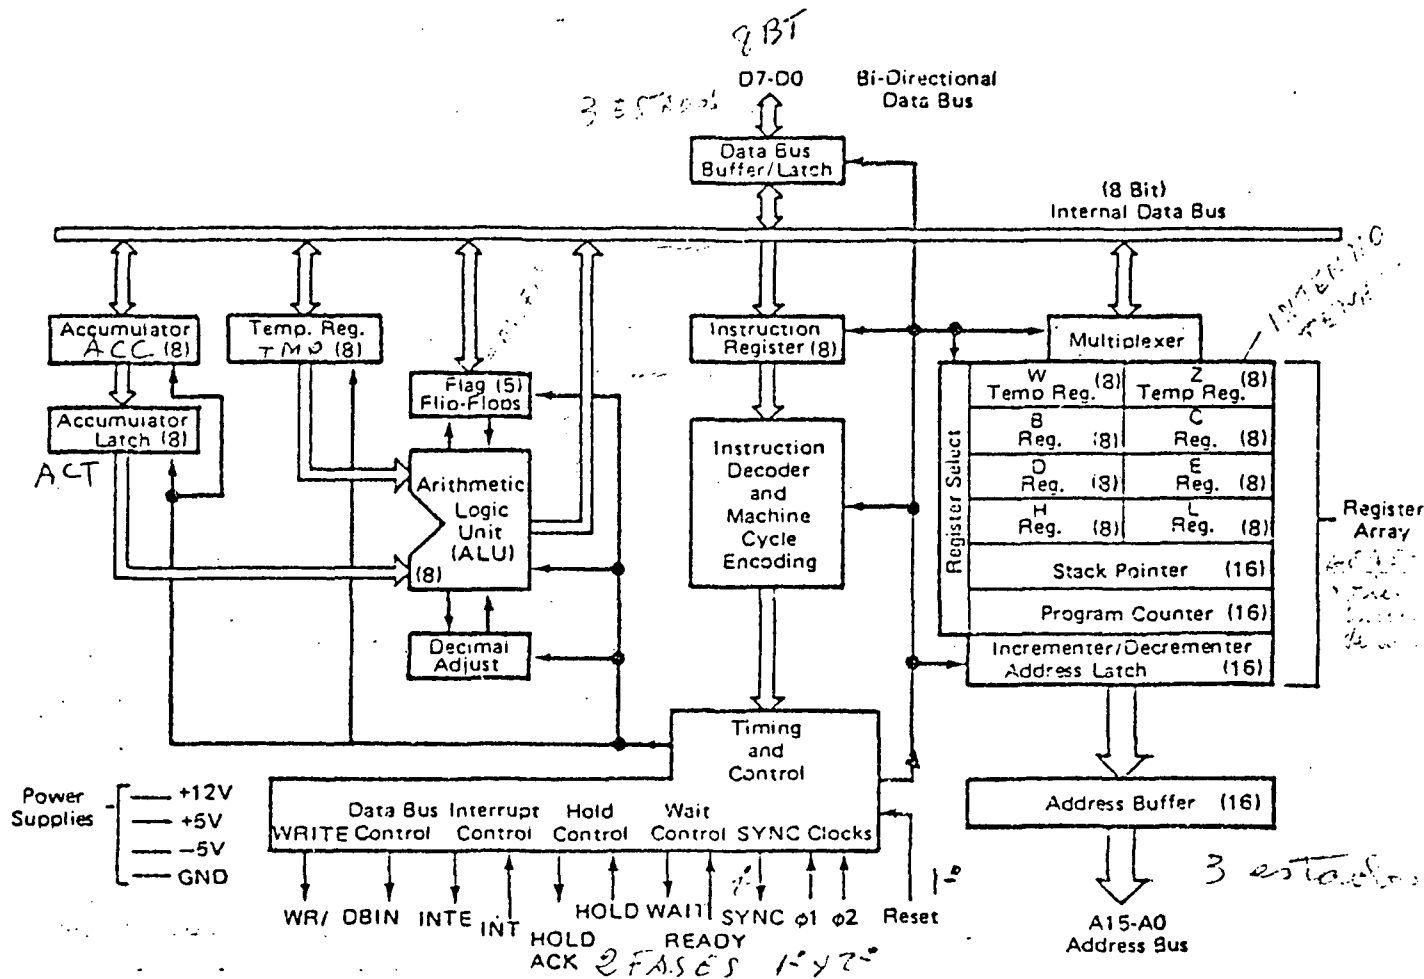 D7-D0
Bi-Directional
Data Bus
Data Bus
Buffer/Latch
(8 Bit)
Internal Data Bus
INTERNO
Accumulator
ACC (8)
Temp. Reg.
TMP (8)
Instruction
Register (8)
Multiplexer
Flag (5)
Flip-Flops
Accumulator
Latch (8)
ACT
Arithmetic
Logic
Unit
(ALU)
(8)
Decimal
Adjust
Instruction
Decoder
and
Machine
Cycle
Encoding
Register Select
W (8)
Temp Reg.
Z (8)
Temp Reg.
B
Reg. (8)
C
Reg. (8)
D
Reg. (8)
E
Reg. (8)
H
Reg. (8)
L
Reg. (8)
Stack Pointer (16)
Program Counter (16)
Incrementer/Decrementer
Address Latch (16)
Register
Array
Timing
and
Control
Address Buffer (16)
Power
Supplies
+12V
+5V
-5V
GND
WRITE
Data Bus
Control
Interrupt
Control
Hold
Control
Wait
Control
SYNC
Clocks
WR/
DBIN
INTE
INT
HOLD
ACK
HOLD
WAIT
READY
SYNC
φ1
φ2
Reset
2 FASES
3 estados
A15-A0
Address Bus